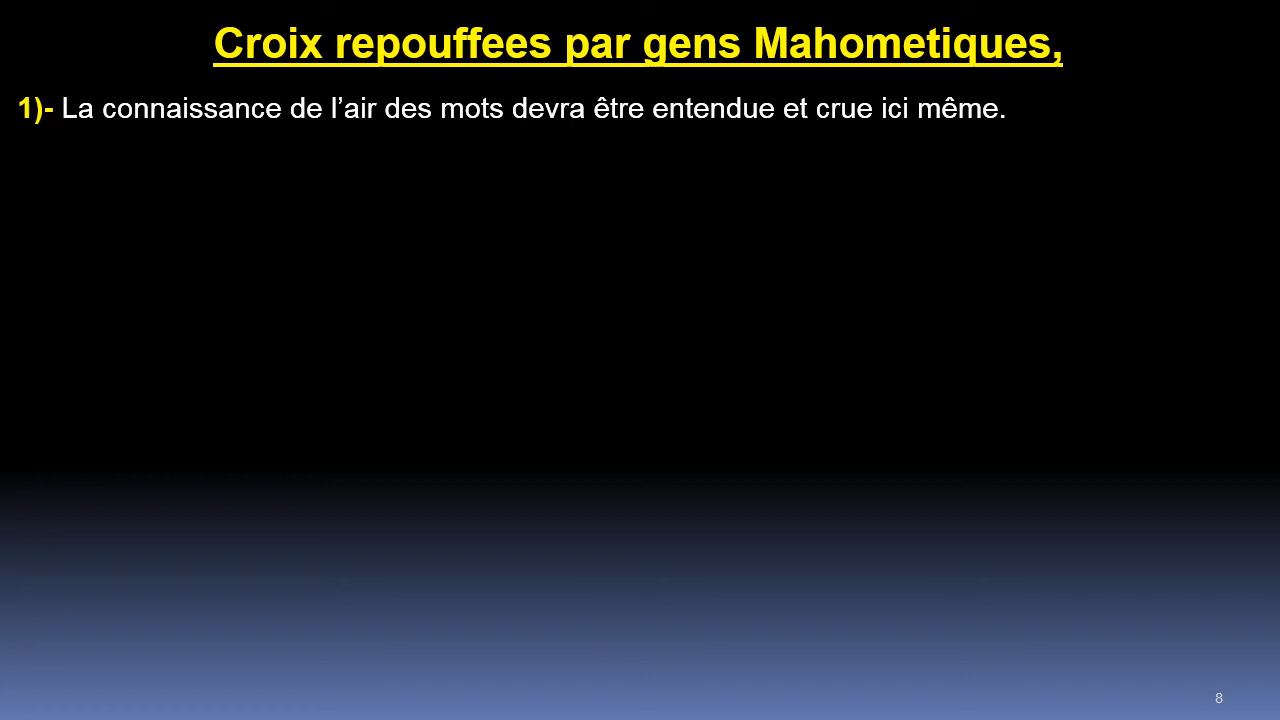 Croix repouffees par gens Mahometiques,
1)- La connaissance de l’air des mots devra être entendue et crue ici même.
8